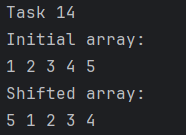 Task 14
Initial array:
1 2 3 4 5
Shifted array:
5 1 2 3 4